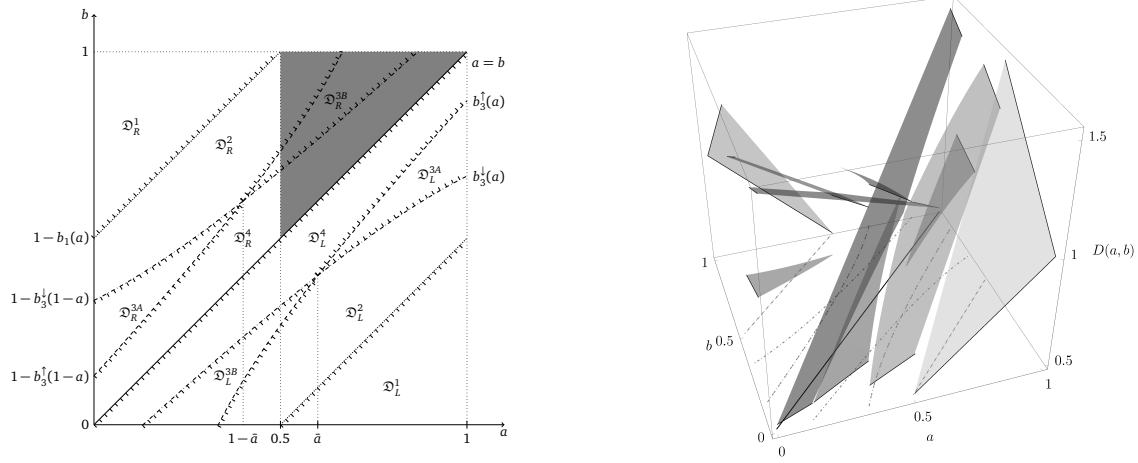 b
1
a = b
b₃↑(a)
𝔇_R^{3B}
𝔇_R^1
𝔇_R^2
b₃↓(a)
𝔇_L^{3A}
1 − b₁(a)
𝔇_R^4
𝔇_L^4
1 − b₃↓(1 − a)
𝔇_R^{3A}
𝔇_L^2
1 − b₃↑(1 − a)
𝔇_L^{3B}
𝔇_L^1
0
1 − ā
0.5
ā
1
a
1.5
1
D(a, b)
1
b
0.5
0.5
1
0.5
0
a
0